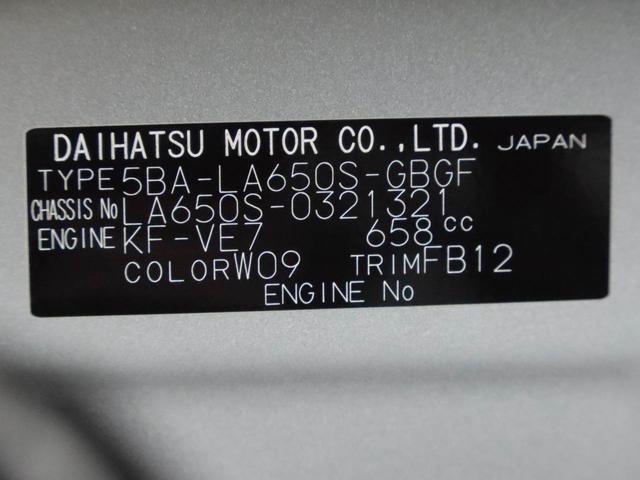 DAIHATSU MOTOR CO.,LTD. JAPAN
TYPE 5BA-LA650S-GBGF
CHASSIS No LA650S-0321321
ENGINE KF-VE7 658 cc
COLOR W09 TRIM FB12
ENGINE No